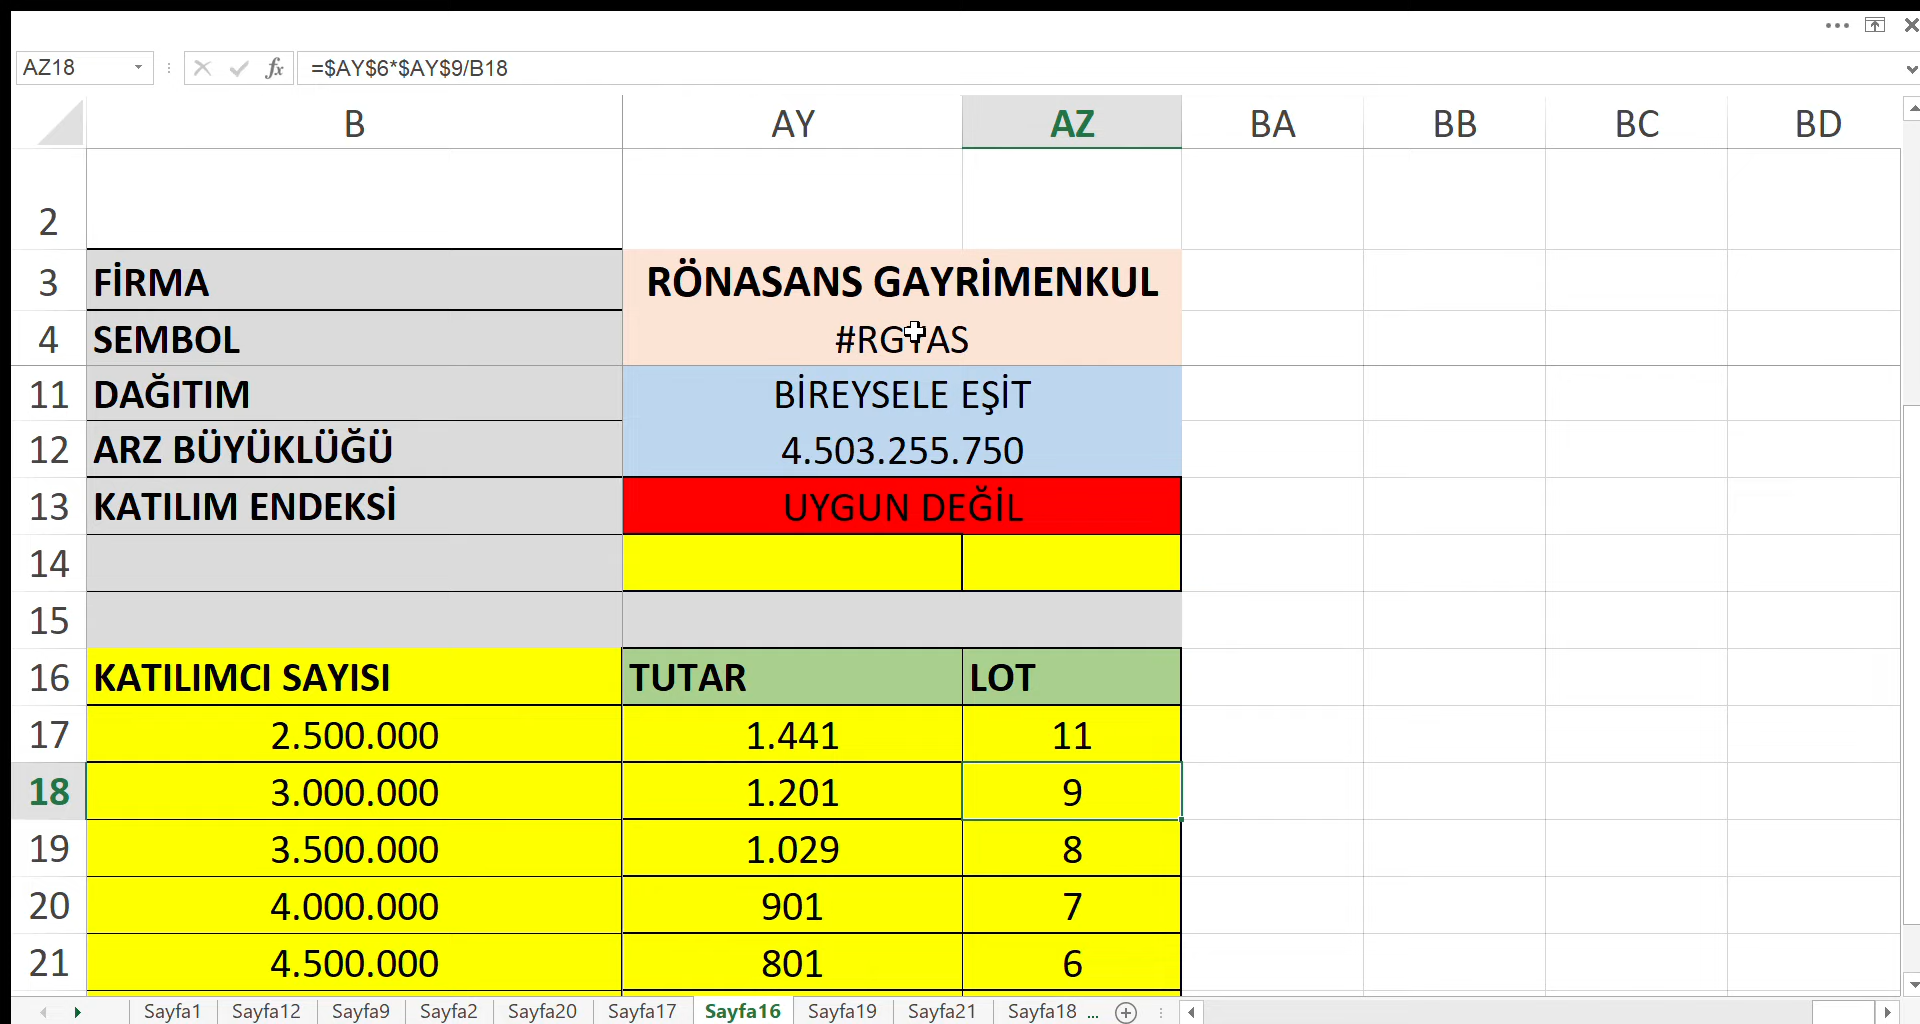 AZ18 fx =$AY$6*$AY$9/B18
B AY AZ BA BB BC BD
2
3 FİRMA RÖNASANS GAYRİMENKUL
4 SEMBOL #RGYAS
11 DAĞITIM BİREYSELE EŞİT
12 ARZ BÜYÜKLÜĞÜ 4.503.255.750
13 KATILIM ENDEKSİ UYGUN DEĞİL
14
15
16 KATILIMCI SAYISI TUTAR LOT
17 2.500.000 1.441 11
18 3.000.000 1.201 9
19 3.500.000 1.029 8
20 4.000.000 901 7
21 4.500.000 801 6
Sayfa1 Sayfa12 Sayfa9 Sayfa2 Sayfa20 Sayfa17 Sayfa16 Sayfa19 Sayfa21 Sayfa18 ...